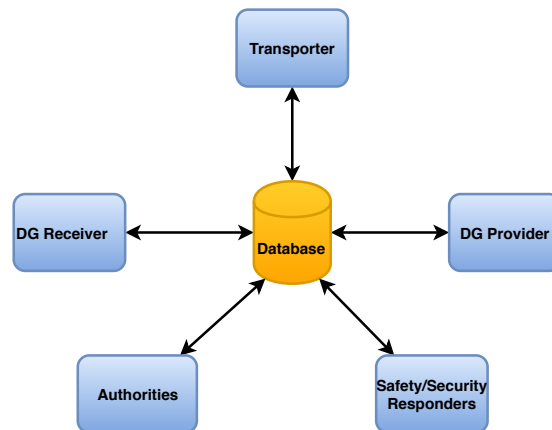 Transporter
DG Receiver
Database
DG Provider
Authorities
Safety/Security
Responders